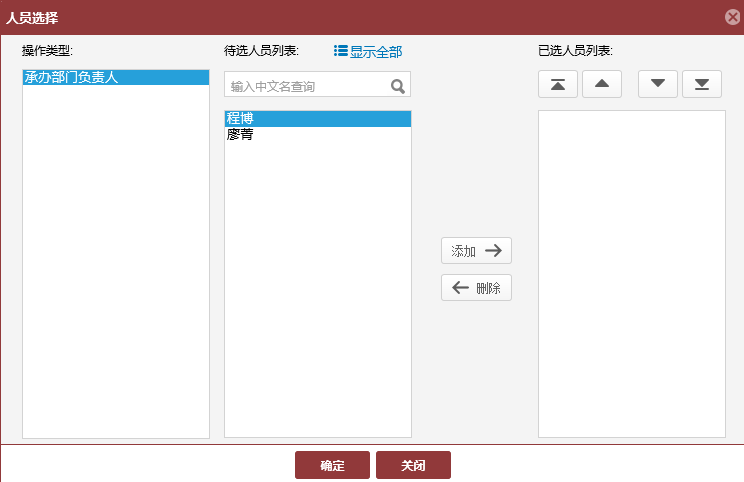 人员选择
操作类型:
待选人员列表:
显示全部
已选人员列表:
承办部门负责人
输入中文名查询
程博
廖菁
添加
删除
确定
关闭